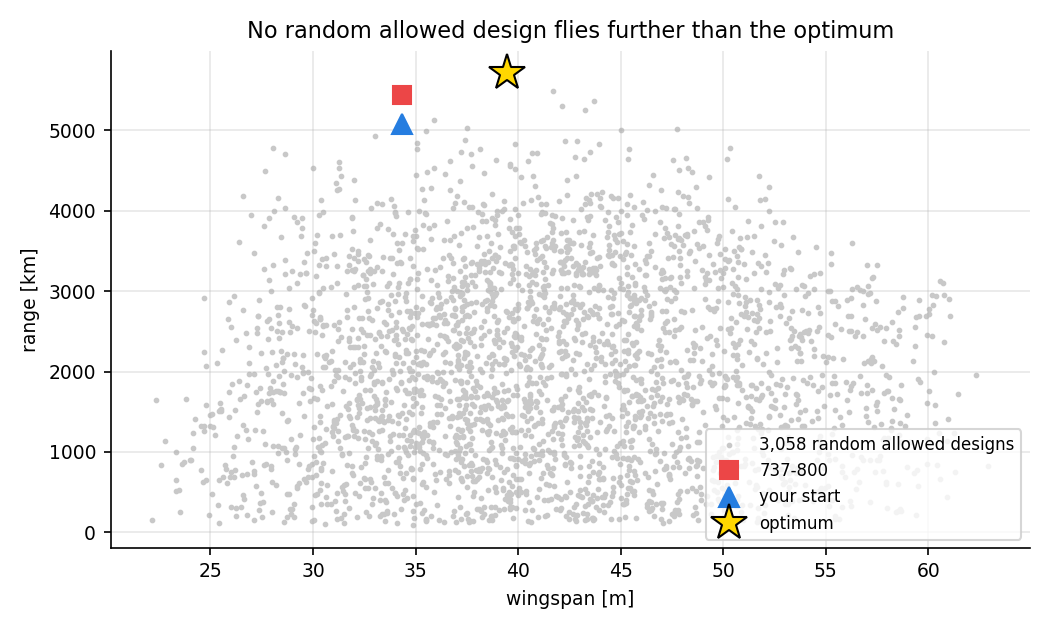 No random allowed design flies further than the optimum
range [km]
5000
4000
3000
2000
1000
0
25 30 35 40 45 50 55 60
wingspan [m]
3,058 random allowed designs
737-800
your start
optimum